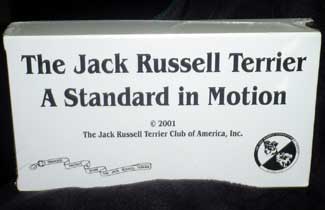 The Jack Russell Terrier
A Standard in Motion
© 2001
The Jack Russell Terrier Club of America, Inc.